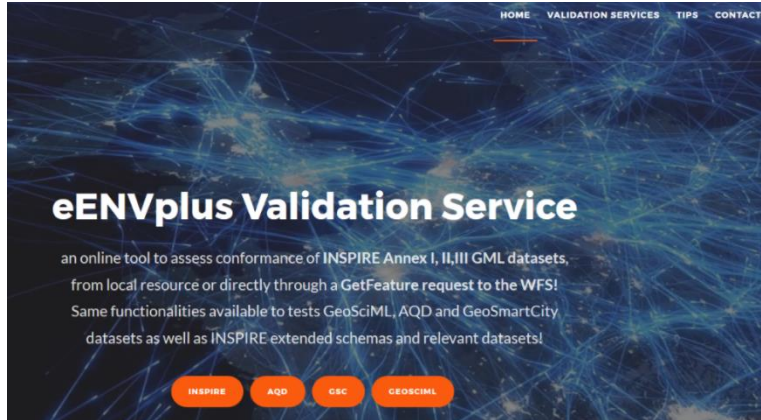 HOME VALIDATION SERVICES TIPS CONTACT
eENVplus Validation Service
an online tool to assess conformance of INSPIRE Annex I, II,III GML datasets,
from local resource or directly through a GetFeature request to the WFS!
Same functionalities available to tests GeoSciML, AQD and GeoSmartCity
datasets as well as INSPIRE extended schemas and relevant datasets!
INSPIRE AQD GSC GEOSCIML